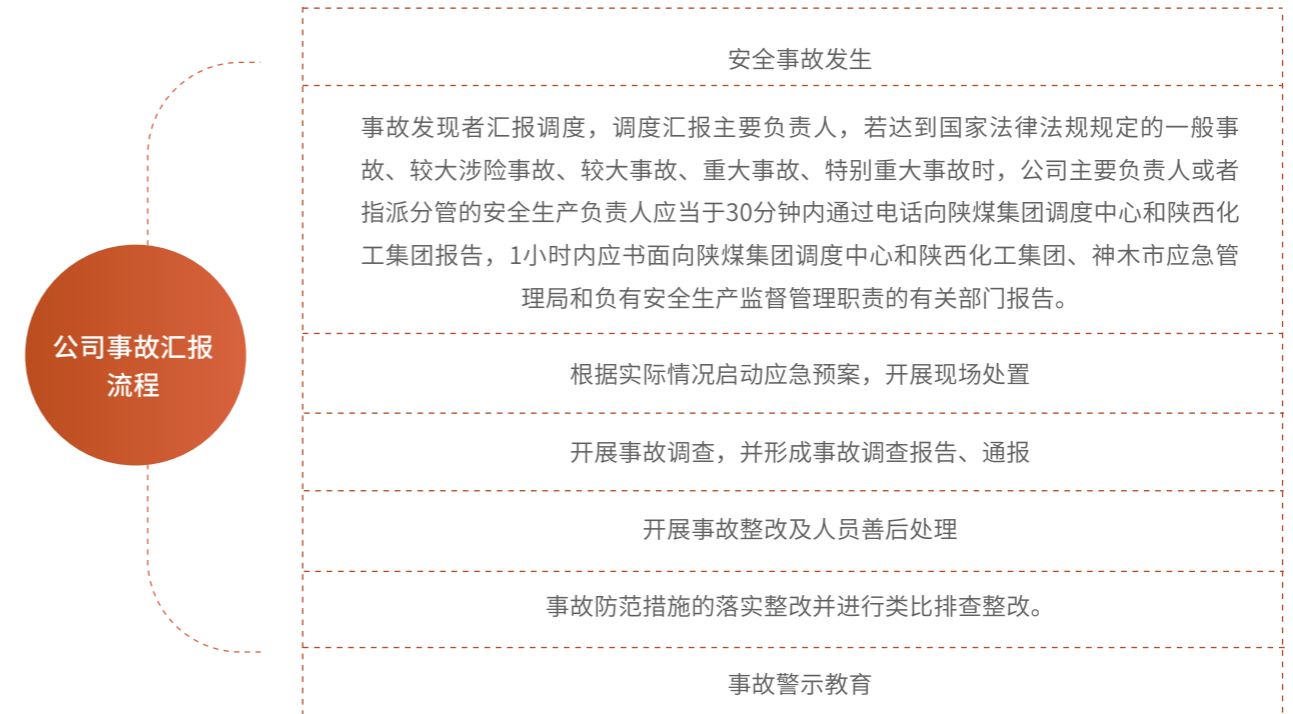 公司事故汇报
流程
安全事故发生
事故发现者汇报调度，调度汇报主要负责人，若达到国家法律法规规定的一般事
故、较大涉险事故、较大事故、重大事故、特别重大事故时，公司主要负责人或者
指派分管的安全生产负责人应当于30分钟内通过电话向陕煤集团调度中心和陕西化
工集团报告，1小时内应书面向陕煤集团调度中心和陕西化工集团、神木市应急管
理局和负有安全生产监督管理职责的有关部门报告。
根据实际情况启动应急预案，开展现场处置
开展事故调查，并形成事故调查报告、通报
开展事故整改及人员善后处理
事故防范措施的落实整改并进行类比排查整改。
事故警示教育